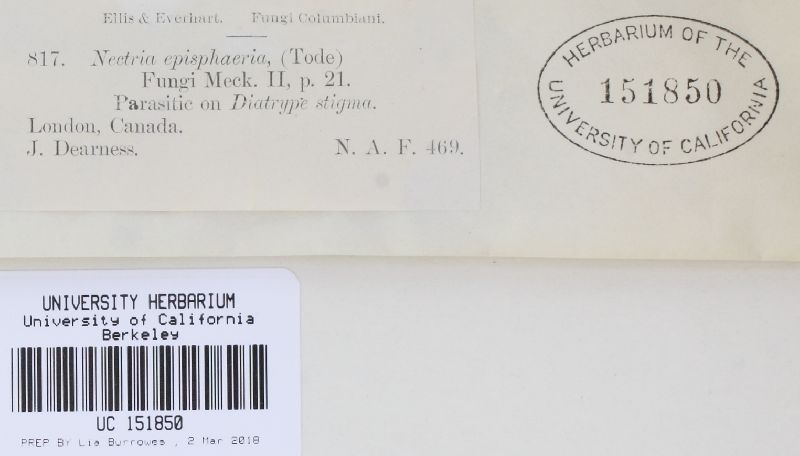 Ellis & Everhart. Fungi Columbiani.
817. Nectria episphaeria, (Tode)
Fungi Meck. II, p. 21.
Parasitic on Diatrype stigma.
London, Canada.
J. Dearness. N. A. F. 469.
HERBARIUM OF THE
151850
UNIVERSITY OF CALIFORNIA
UNIVERSITY HERBARIUM
University of California
Berkeley
UC 151850
PREP BY Lia Burrowes , 2 Mar 2018